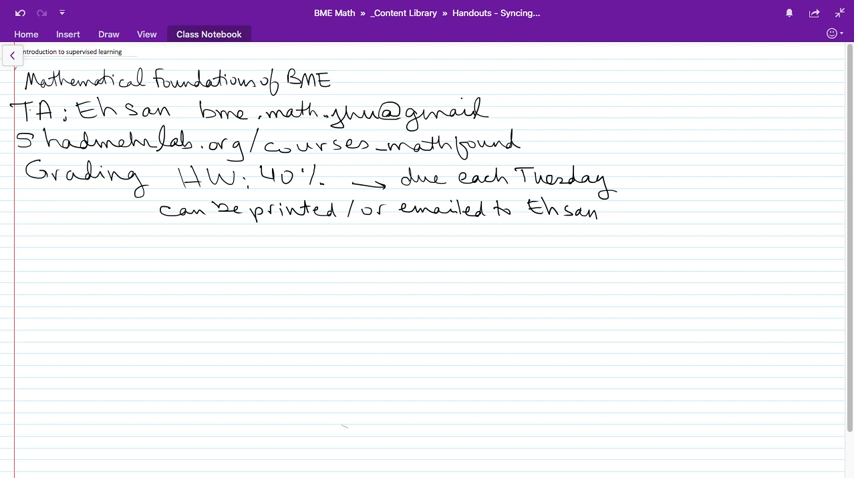 BME Math » _Content Library » Handouts - Syncing...
Home Insert Draw View Class Notebook
Introduction to supervised learning
Mathematical Foundations of BME
TA: Ehsan bme.math.jhu@gmail
Shadmehrlab.org/courses_mathfound
Grading HW: 40% → due each Tuesday
can be printed/or emailed to Ehsan